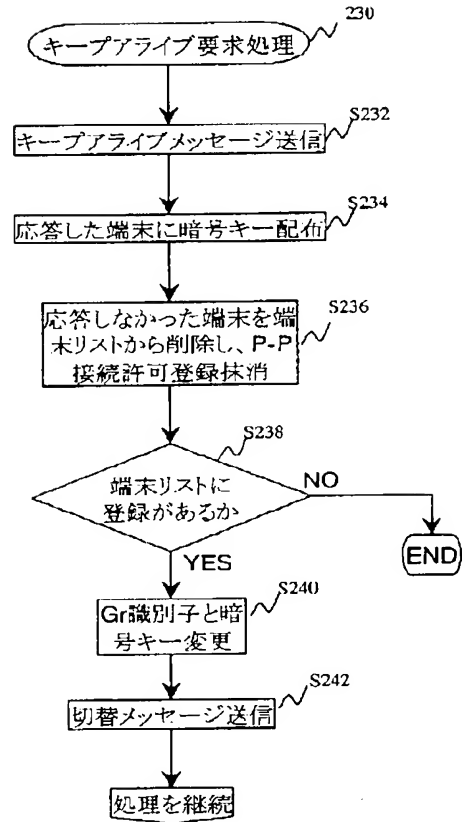 230
キープアライブ要求処理
S232
キープアライブメッセージ送信
S234
応答した端末に暗号キー配布
S236
応答しなかった端末を端
末リストから削除し、P-P
接続許可登録抹消
S238
端末リストに
登録があるか
NO
END
YES
S240
Gr識別子と暗
号キー変更
S242
切替メッセージ送信
処理を継続